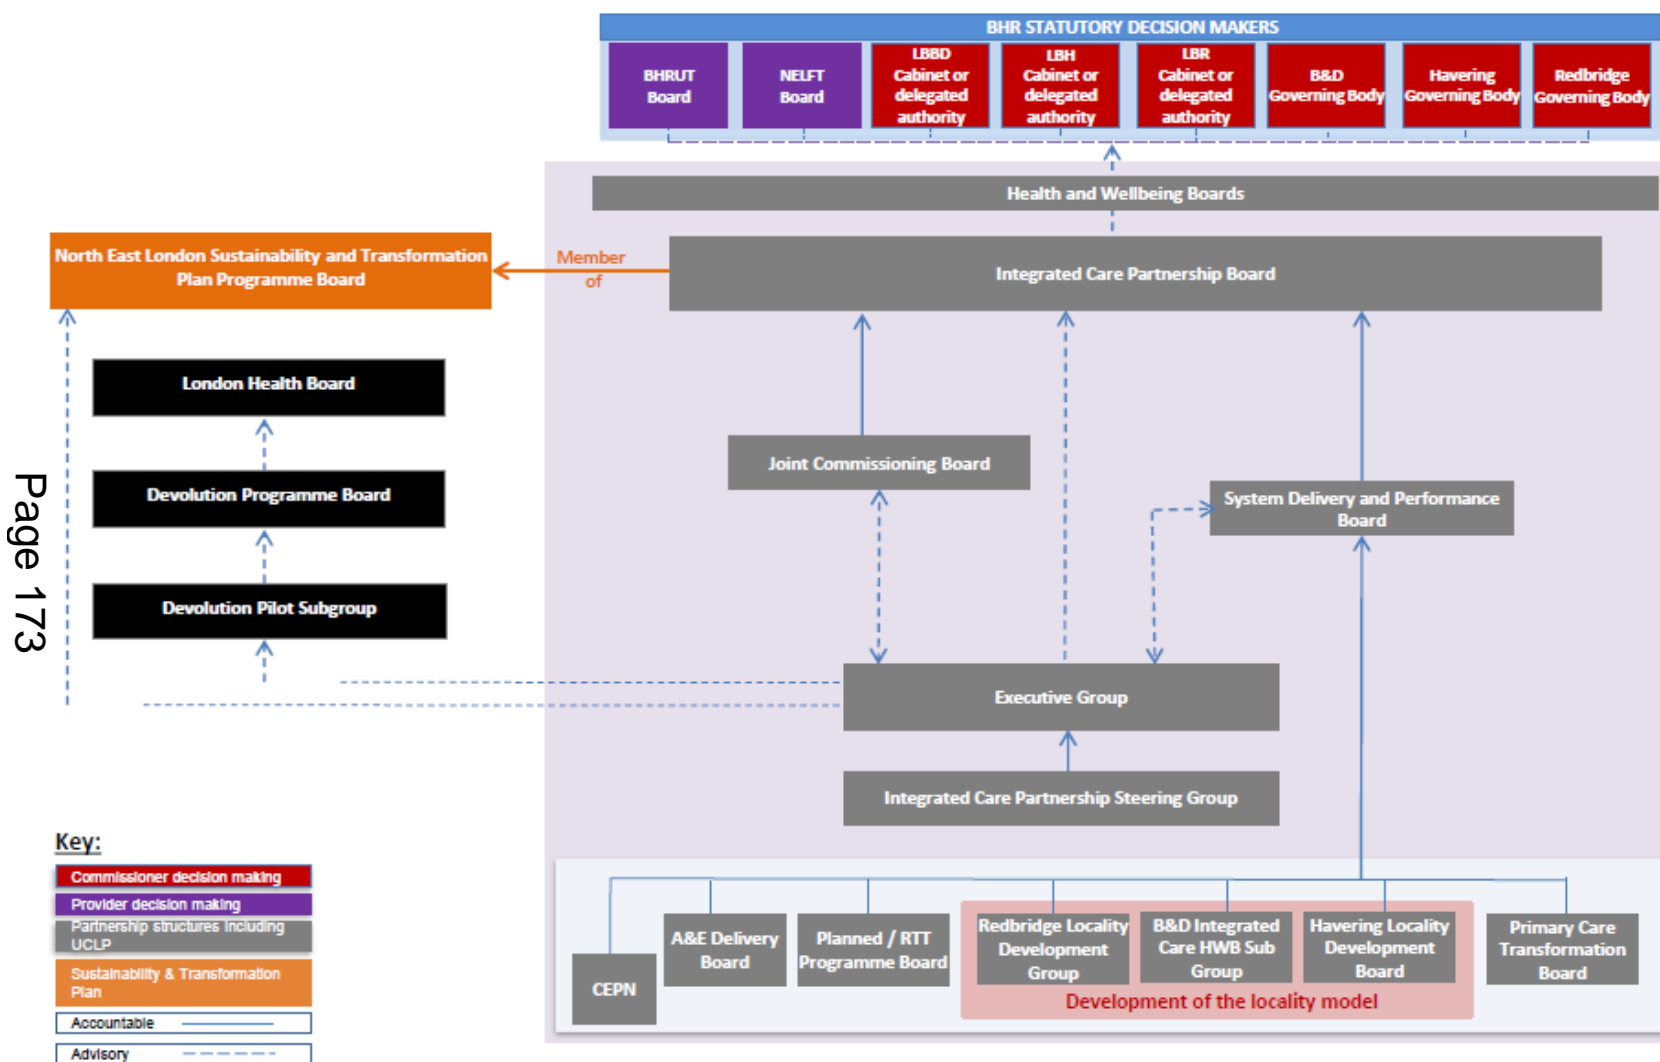 BHR STATUTORY DECISION MAKERS
BHRUT
Board
NELFT
Board
LBBD
Cabinet or
delegated
authority
LBH
Cabinet or
delegated
authority
LBR
Cabinet or
delegated
authority
B&D
Governing Body
Havering
Governing Body
Redbridge
Governing Body
Health and Wellbeing Boards
North East London Sustainability and Transformation
Plan Programme Board
Member
of
Integrated Care Partnership Board
London Health Board
Joint Commissioning Board
Devolution Programme Board
System Delivery and Performance
Board
Devolution Pilot Subgroup
Executive Group
Integrated Care Partnership Steering Group
Page 173
CEPN
A&E Delivery
Board
Planned / RTT
Programme Board
Redbridge Locality
Development
Group
B&D Integrated
Care HWB Sub
Group
Havering Locality
Development
Board
Primary Care
Transformation
Board
Development of the locality model
Key:
Commissioner decision making
Provider decision making
Partnership structures including
UCLP
Sustainability & Transformation
Plan
Accountable
Advisory